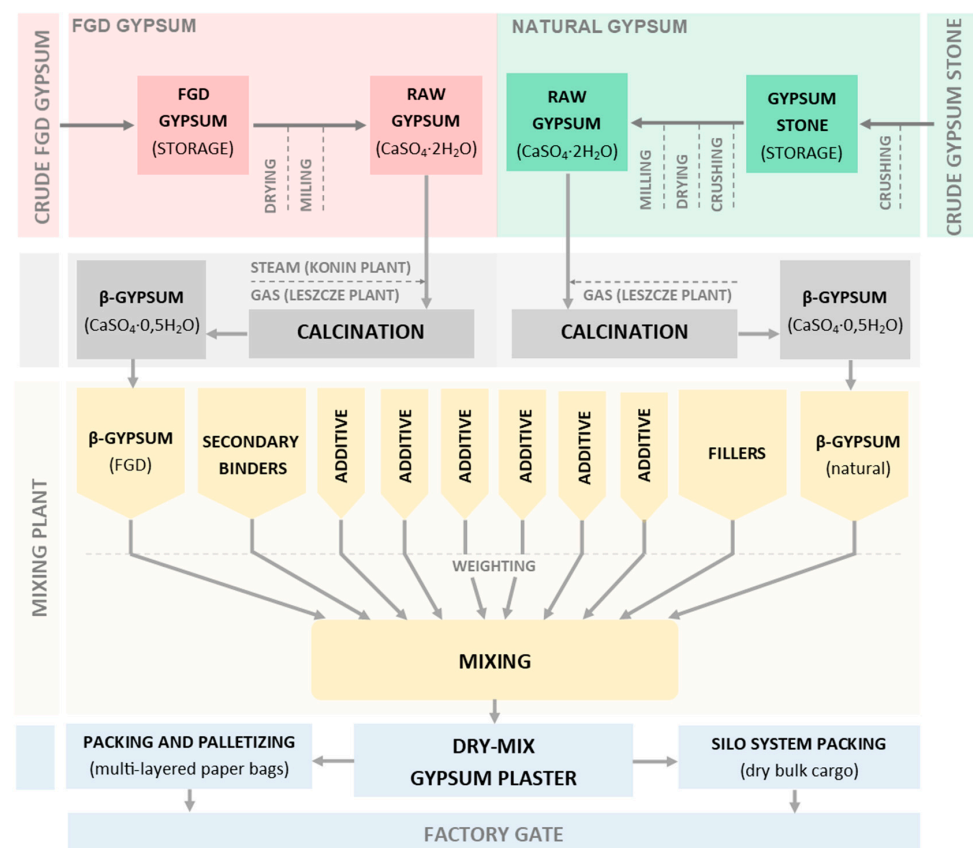 CRUDE FGD GYPSUM
FGD GYPSUM
NATURAL GYPSUM
CRUDE GYPSUM STONE
FGD
GYPSUM
(STORAGE)
DRYING
MILING
RAW
GYPSUM
(CaSO₄·2H₂O)
RAW
GYPSUM
(CaSO₄·2H₂O)
MILLING
DRYING
CRUSHING
GYPSUM
STONE
(STORAGE)
CRUSHING
β-GYPSUM
(CaSO₄·0,5H₂O)
STEAM (KONIN PLANT)
GAS (LESZCZE PLANT)
CALCINATION
GAS (LESZCZE PLANT)
CALCINATION
β-GYPSUM
(CaSO₄·0,5H₂O)
MIXING PLANT
β-GYPSUM
(FGD)
SECONDARY
BINDERS
ADDITIVE
ADDITIVE
ADDITIVE
ADDITIVE
ADDITIVE
ADDITIVE
FILLERS
β-GYPSUM
(natural)
WEIGHTING
MIXING
PACKING AND PALLETIZING
(multi-layered paper bags)
DRY-MIX
GYPSUM PLASTER
SILO SYSTEM PACKING
(dry bulk cargo)
FACTORY GATE